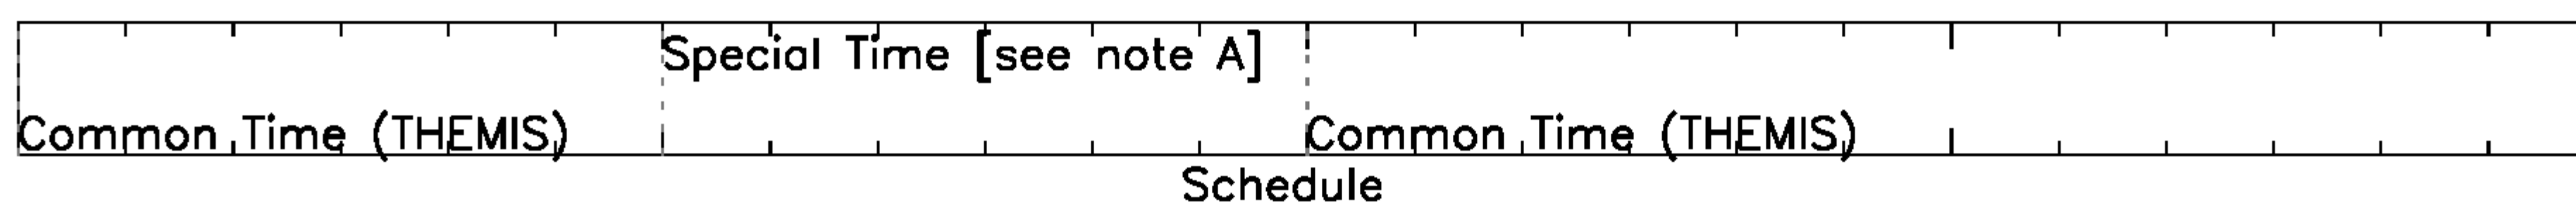 Special Time [see note A]
Common Time (THEMIS) Common Time (THEMIS)
Schedule